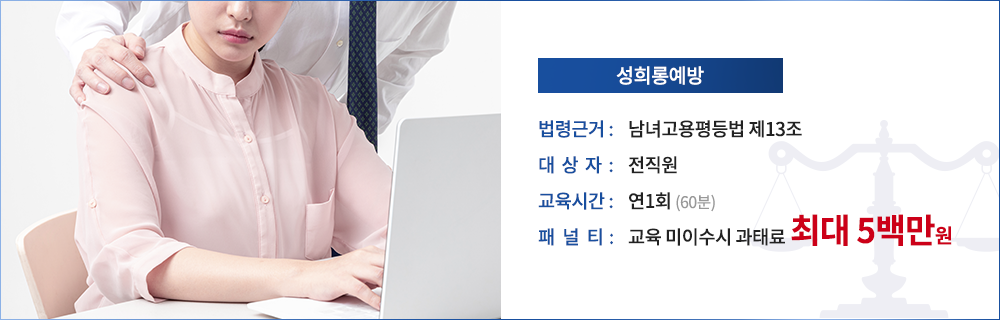 성희롱예방
법령근거 : 남녀고용평등법 제13조
대 상 자 : 전직원
교육시간 : 연1회 (60분)
패 널 티 : 교육 미이수시 과태료 최대 5백만원